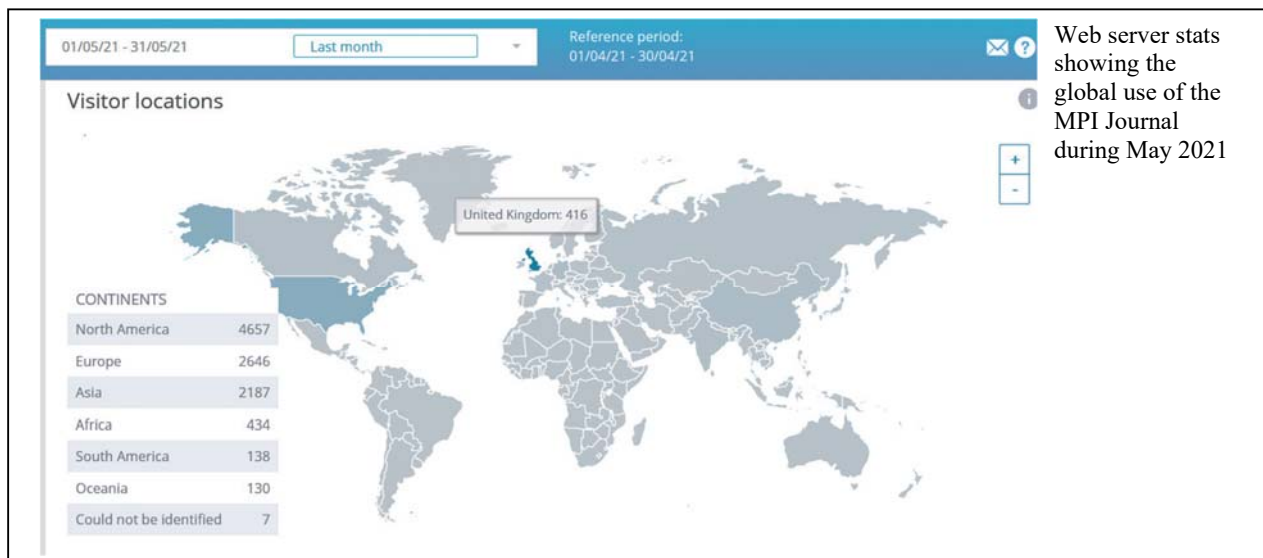 01/05/21 - 31/05/21
Last month
Reference period:
01/04/21 - 30/04/21
?
Web server stats
showing the
global use of the
MPI Journal
during May 2021
Visitor locations
i
+
-
United Kingdom: 416
CONTINENTS
North America 4657
Europe 2646
Asia 2187
Africa 434
South America 138
Oceania 130
Could not be identified 7